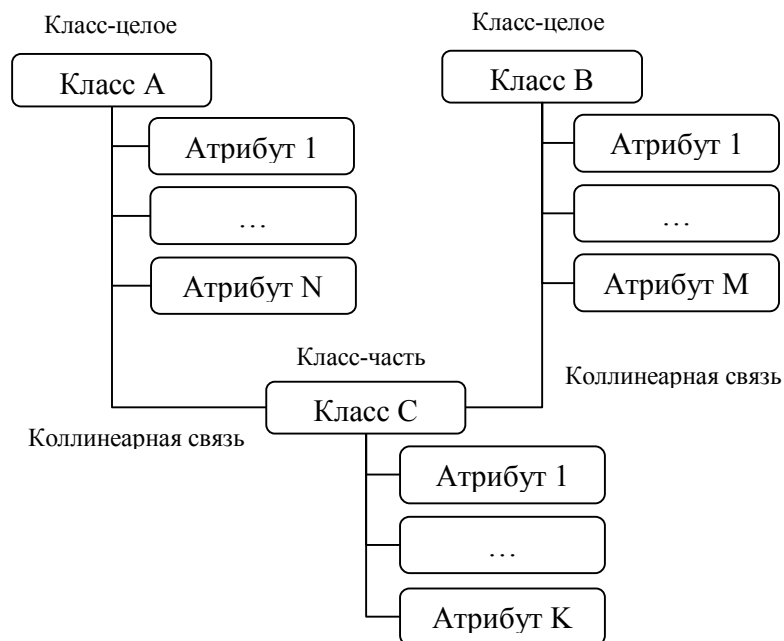 Класс-целое
Класс A
Атрибут 1
…
Атрибут N
Класс-целое
Класс B
Атрибут 1
…
Атрибут M
Класс-часть
Класс C
Коллинеарная связь
Коллинеарная связь
Атрибут 1
…
Атрибут K